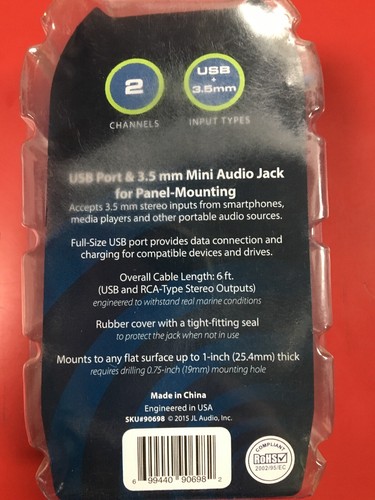 2
USB
+
3.5mm
CHANNELS
INPUT TYPES
USB Port & 3.5 mm Mini Audio Jack
for Panel-Mounting
Accepts 3.5 mm stereo inputs from smartphones,
media players and other portable audio sources.
Full-Size USB port provides data connection and
charging for compatible devices and drives.
Overall Cable Length: 6 ft.
(USB and RCA-Type Stereo Outputs)
engineered to withstand real marine conditions
Rubber cover with a tight-fitting seal
to protect the jack when not in use
Mounts to any flat surface up to 1-inch (25.4mm) thick
requires drilling 0.75-inch (19mm) mounting hole
Made in China
Engineered in USA
SKU#90698 © 2015 JL Audio, Inc.
6 99440 90698 2
COMPLIANT
RoHS
2002/95/EC